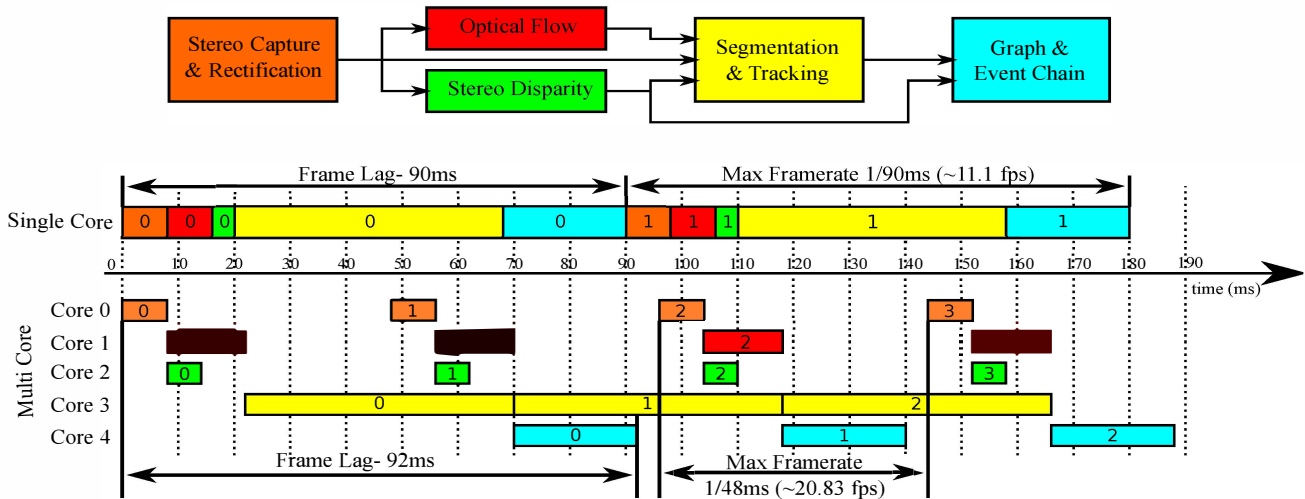 Stereo Capture
& Rectification
Optical Flow
Stereo Disparity
Segmentation
& Tracking
Graph &
Event Chain
Frame Lag- 90ms
Max Framerate 1/90ms (~11.1 fps)
Single Core
0 0 0 0 0 1 1 1 1 1
0 10 20 30 40 50 60 70 80 90 100 110 120 130 140 150 160 170 180 190
time (ms)
Multi Core
Core 0
0 1 2 3
Core 1
2
Core 2
0 1 2 3
Core 3
0 1 2
Core 4
0 1 2
Frame Lag- 92ms
Max Framerate
1/48ms (~20.83 fps)